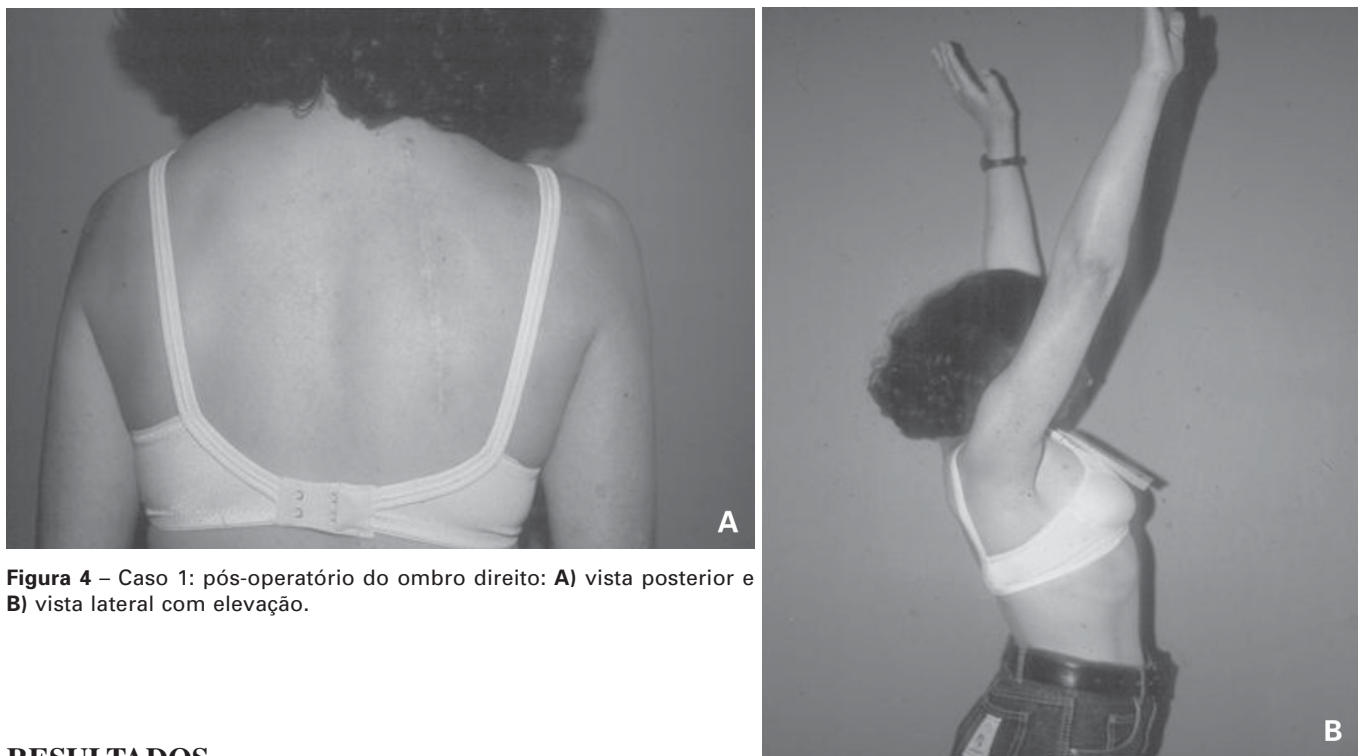 A
B
Figura 4 – Caso 1: pós-operatório do ombro direito: A) vista posterior e
B) vista lateral com elevação.
RESULTADOS